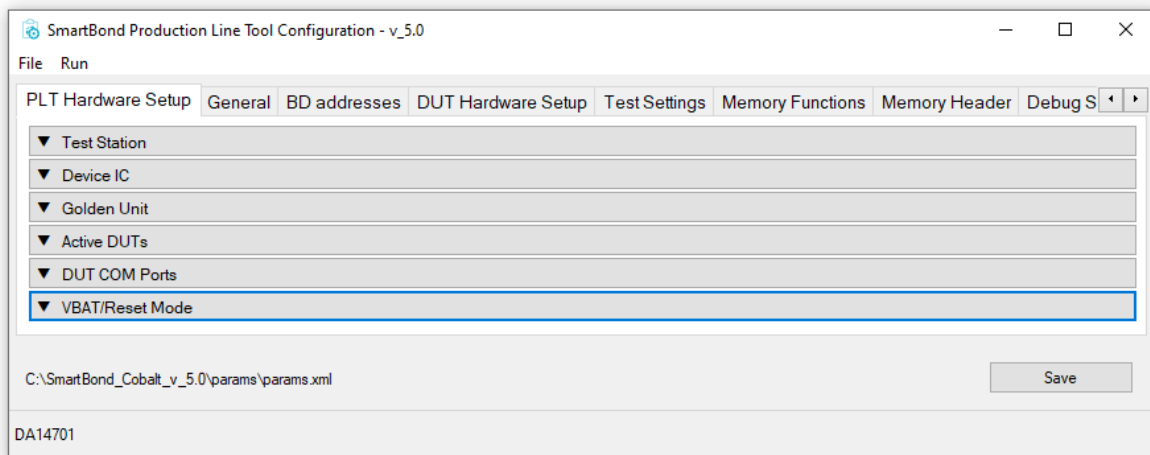 SmartBond Production Line Tool Configuration - v_5.0
File Run
PLT Hardware Setup General BD addresses DUT Hardware Setup Test Settings Memory Functions Memory Header Debug S
Test Station
Device IC
Golden Unit
Active DUTs
DUT COM Ports
VBAT/Reset Mode
C:\SmartBond_Cobalt_v_5.0\params\params.xml Save
DA14701